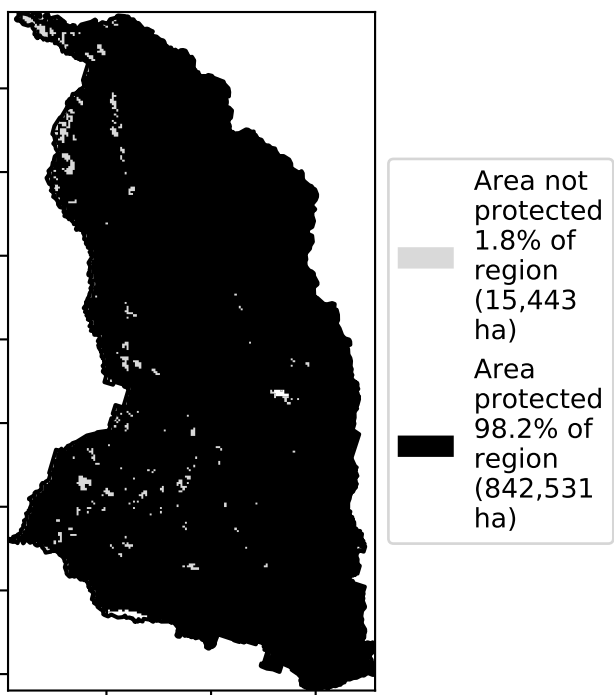 Area not
protected
1.8% of
region
(15,443
ha)
Area
protected
98.2% of
region
(842,531
ha)